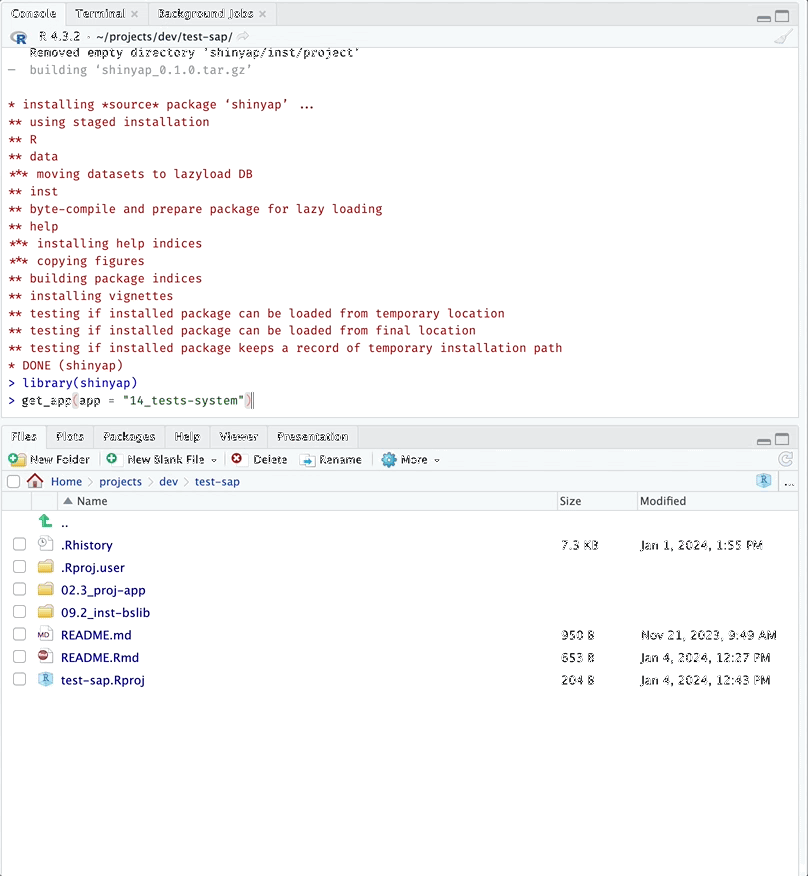 Console Terminal × Background Jobs ×
R 4.3.2 · ~/projects/dev/test-sap/
Removed empty directory ‘shinyap/inst/project’
─  building ‘shinyap_0.1.0.tar.gz’
* installing *source* package ‘shinyap’ ...
** using staged installation
** R
** data
*** moving datasets to lazyload DB
** inst
** byte-compile and prepare package for lazy loading
** help
*** installing help indices
*** copying figures
** building package indices
** installing vignettes
** testing if installed package can be loaded from temporary location
** testing if installed package can be loaded from final location
** testing if installed package keeps a record of temporary installation path
* DONE (shinyap)
> library(shinyap)
> get_app(app = "14_tests-system")
Files Plots Packages Help Viewer Presentation
New Folder New Blank File Delete Rename More
Home projects dev test-sap R ...
Name Size Modified
..
.Rhistory 7.3 KB Jan 1, 2024, 1:55 PM
.Rproj.user
02.3_proj-app
09.2_inst-bslib
MD README.md 950 B Nov 21, 2023, 9:49 AM
README.Rmd 653 B Jan 4, 2024, 12:27 PM
R test-sap.Rproj 204 B Jan 4, 2024, 12:43 PM